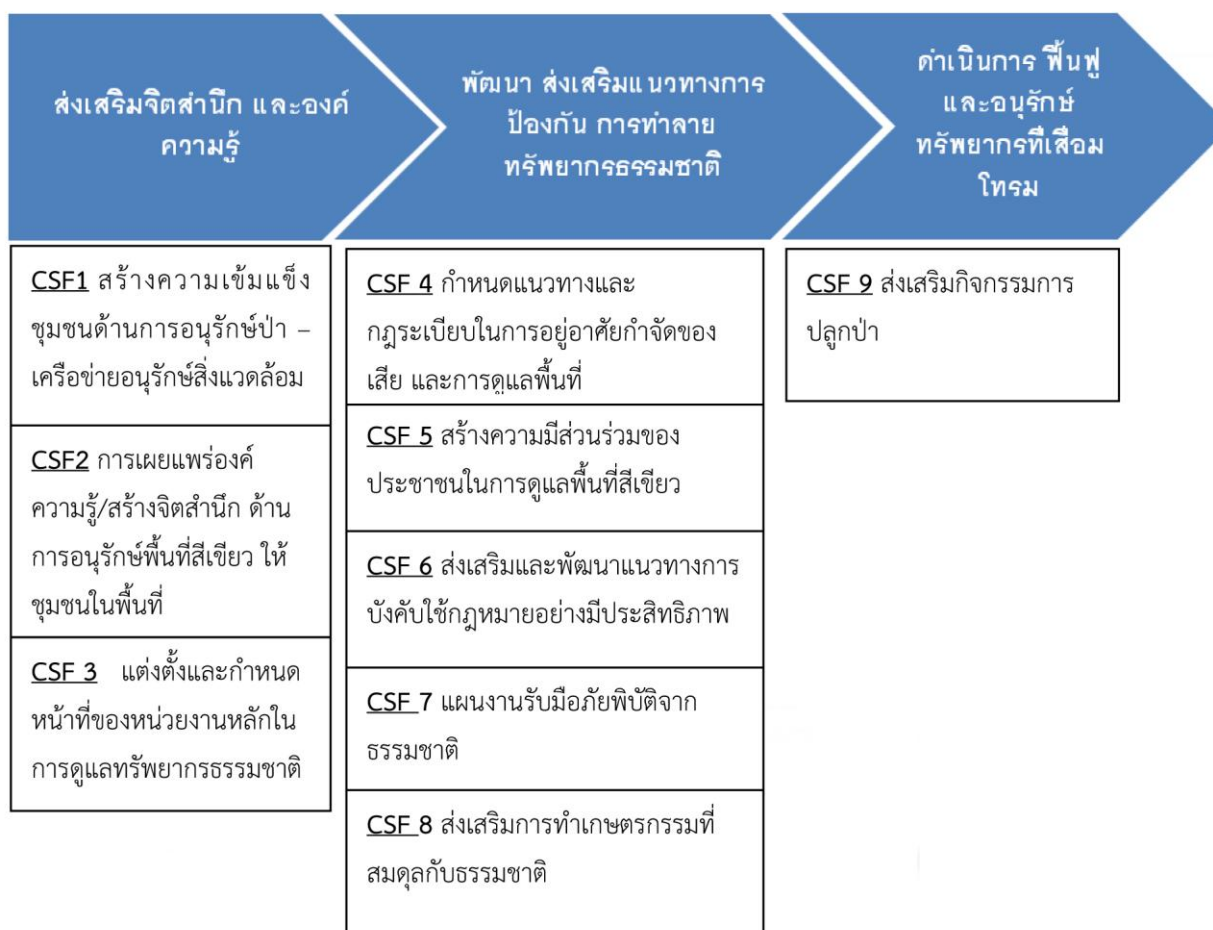 ส่งเสริมจิตสำนึก และองค์
ความรู้
พัฒนา ส่งเสริมแนวทางการ
ป้องกัน การทำลาย
ทรัพยากรธรรมชาติ
ดำเนินการ ฟื้นฟู
และอนุรักษ์
ทรัพยากรที่เสื่อม
โทรม
CSF1 สร้างความเข้มแข็ง
ชุมชนด้านการอนุรักษ์ป่า –
เครือข่ายอนุรักษ์สิ่งแวดล้อม
CSF2 การเผยแพร่องค์
ความรู้/สร้างจิตสำนึก ด้าน
การอนุรักษ์พื้นที่สีเขียว ให้
ชุมชนในพื้นที่
CSF 3 แต่งตั้งและกำหนด
หน้าที่ของหน่วยงานหลักใน
การดูแลทรัพยากรธรรมชาติ
CSF 4 กำหนดแนวทางและ
กฎระเบียบในการอยู่อาศัยกำจัดของ
เสีย และการดูแลพื้นที่
CSF 5 สร้างความมีส่วนร่วมของ
ประชาชนในการดูแลพื้นที่สีเขียว
CSF 6 ส่งเสริมและพัฒนาแนวทางการ
บังคับใช้กฎหมายอย่างมีประสิทธิภาพ
CSF 7 แผนงานรับมือภัยพิบัติจาก
ธรรมชาติ
CSF 8 ส่งเสริมการทำเกษตรกรรมที่
สมดุลกับธรรมชาติ
CSF 9 ส่งเสริมกิจกรรมการ
ปลูกป่า